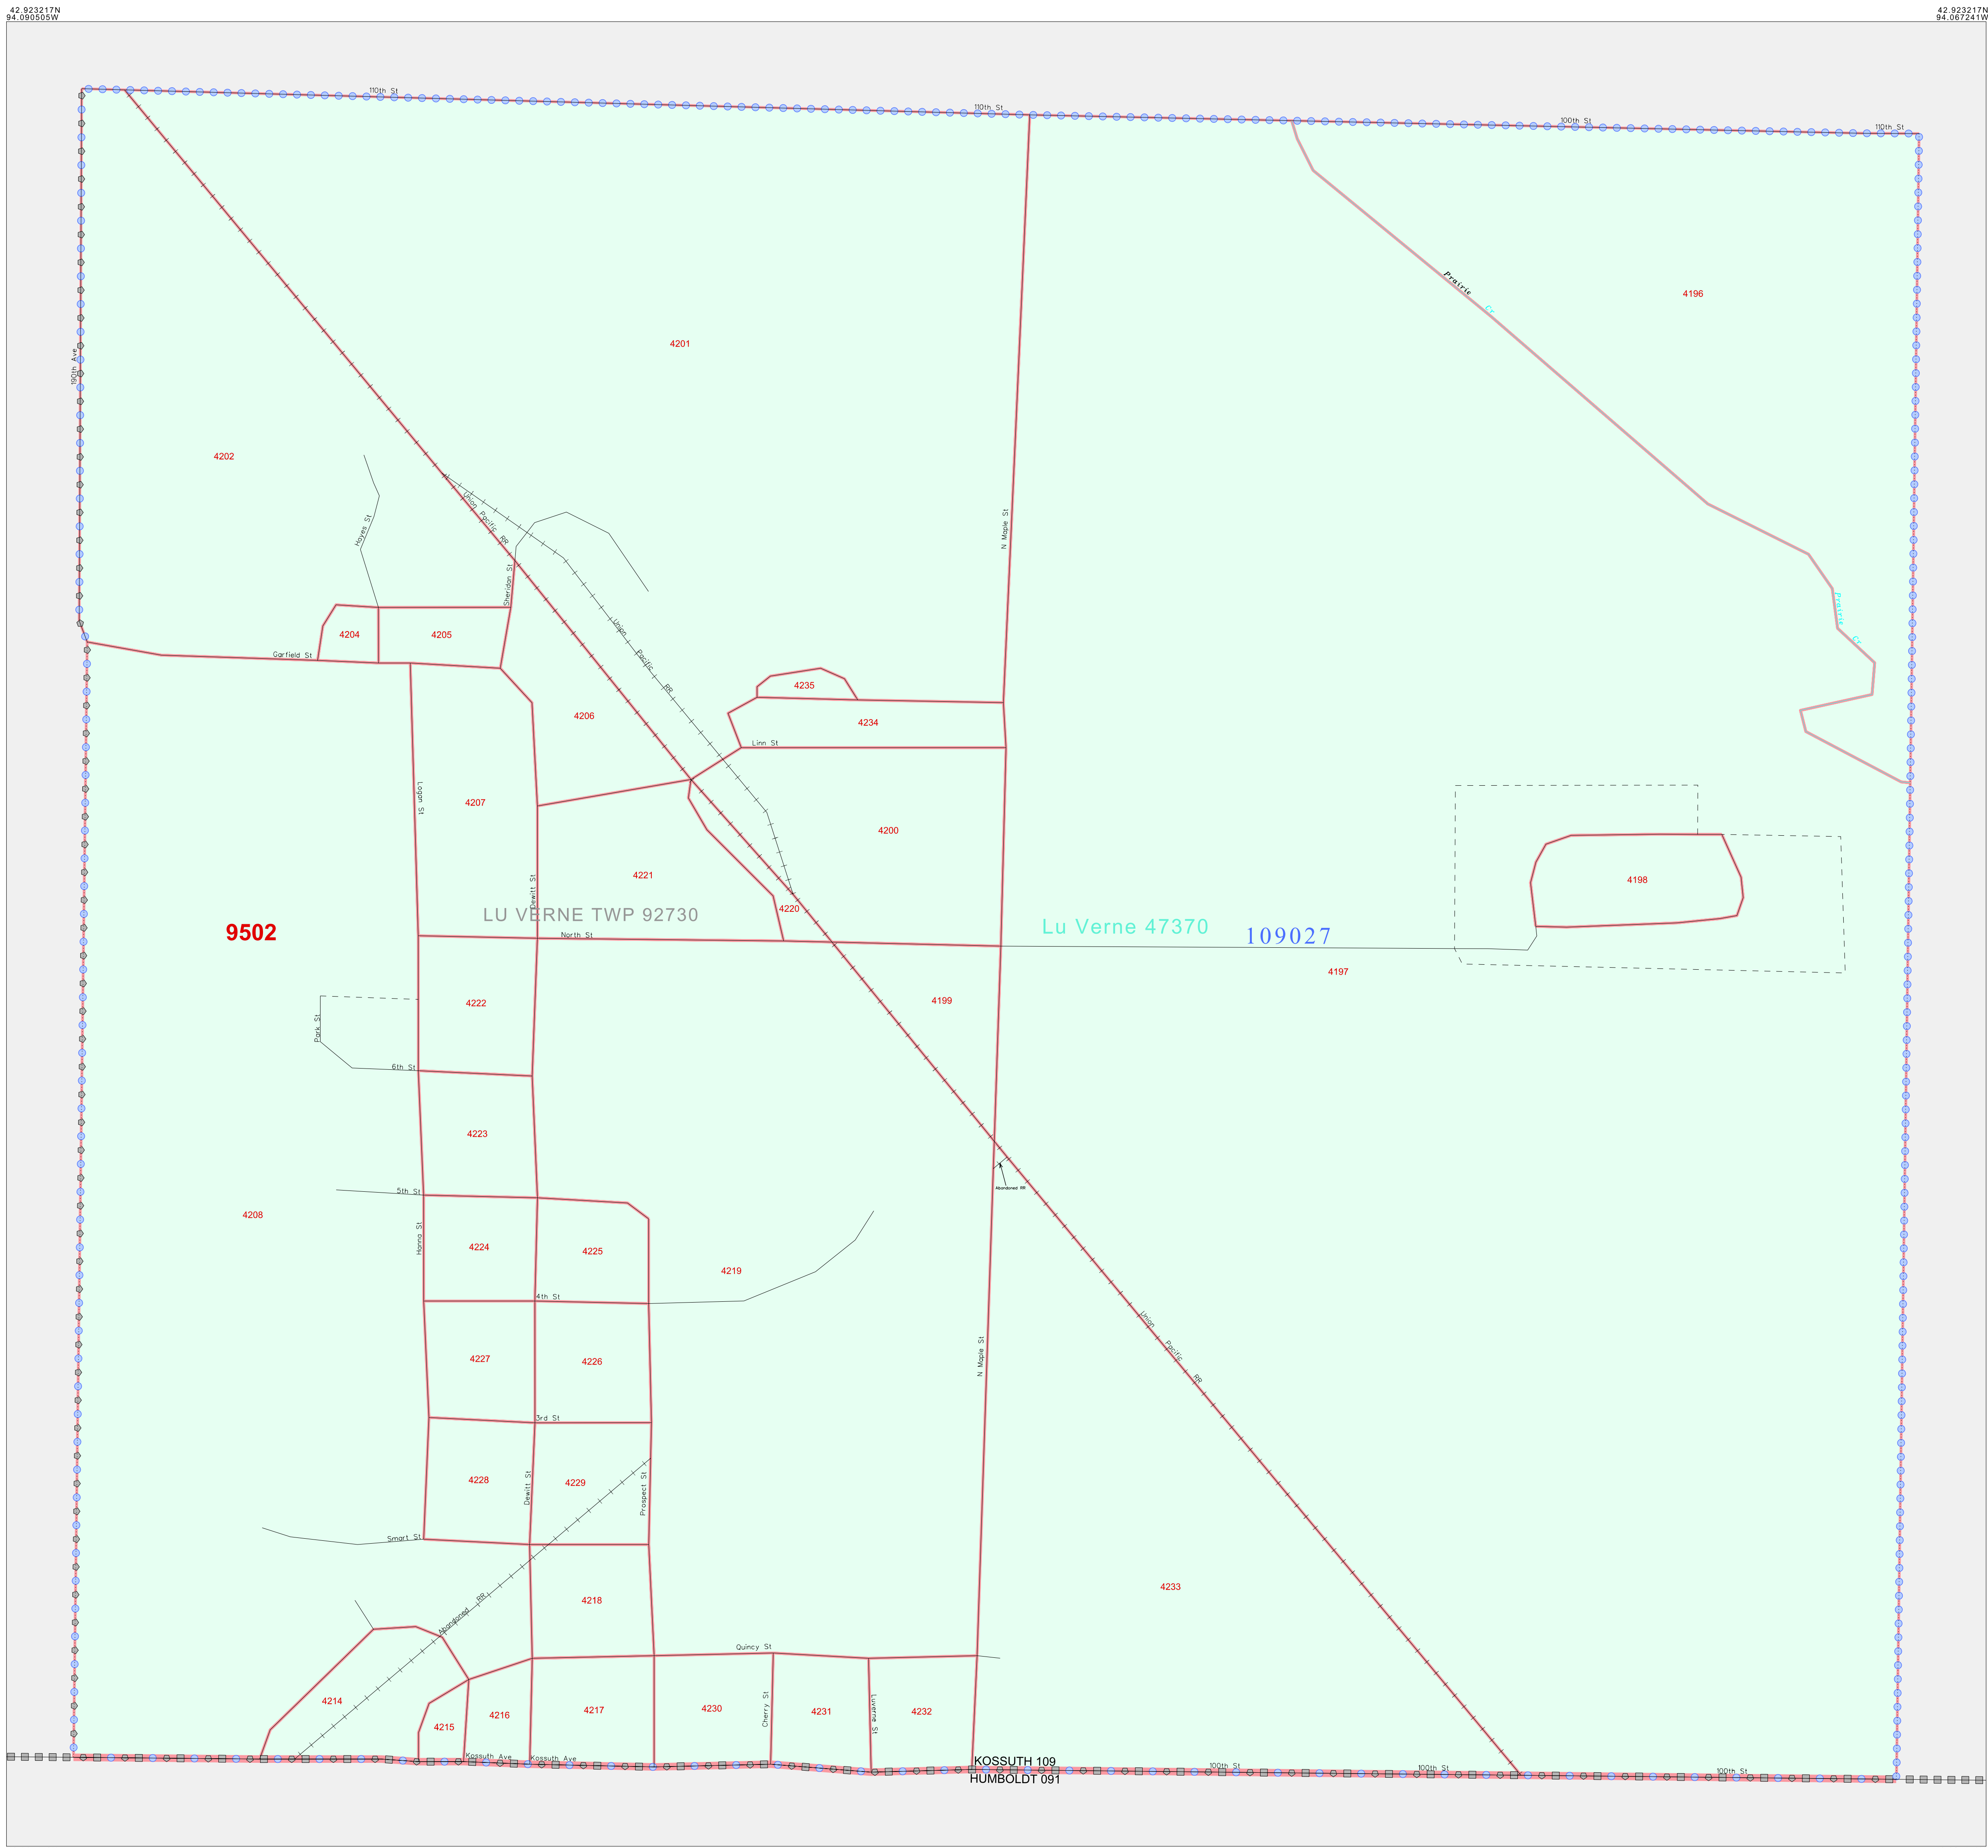 42.923217N
94.090505W
42.923217N
94.067241W
110th St
110th St
100th St
110th St
Prairie
Cr
4196
4201
190th Ave
4202
Hayes St
Union Pacific RR
N Maple St
Sheridan St
4204
4205
Union Pacific RR
Prairie
Cr
Garfield St
4235
4206
4234
Linn St
Logan St
4207
4200
4221
4198
Dewitt St
4220
LU VERNE TWP 92730
Lu Verne 47370
9502
North St
109027
4197
4222
4199
Park St
6th St
4223
Abandoned RR
5th St
4208
Hanna St
4224
4225
4219
4th St
Union Pacific RR
4227
4226
N Maple St
3rd St
4228
Dewitt St
4229
Prospect St
Smart St
4233
Abandoned RR
4218
Quincy St
4214
4215
4216
4217
4230
Cherry St
4231
Luverne St
4232
Kossuth Ave
Kossuth Ave
KOSSUTH 109
HUMBOLDT 091
100th St
100th St
100th St